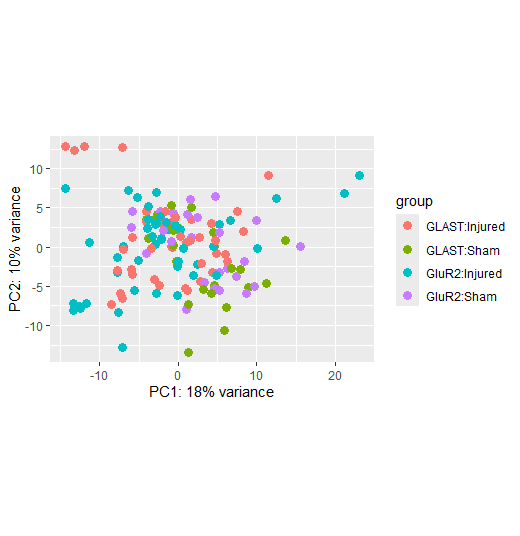 10
5
0
-5
-10
PC2: 10% variance
-10
0
10
20
PC1: 18% variance
group
GLAST:Injured
GLAST:Sham
GluR2:Injured
GluR2:Sham